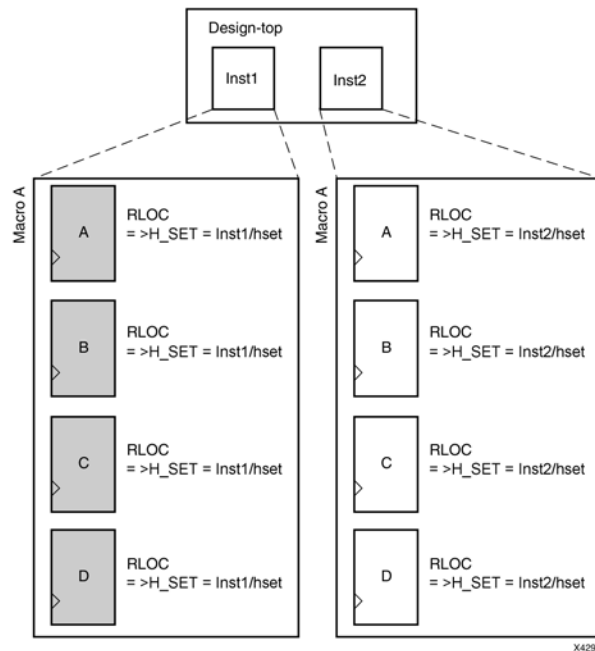 Design-top
Inst1
Inst2
Macro A
A
RLOC
= >H_SET = Inst1/hset
B
RLOC
= >H_SET = Inst1/hset
C
RLOC
= >H_SET = Inst1/hset
D
RLOC
= >H_SET = Inst1/hset
Macro A
A
RLOC
= >H_SET = Inst2/hset
B
RLOC
= >H_SET = Inst2/hset
C
RLOC
= >H_SET = Inst2/hset
D
RLOC
= >H_SET = Inst2/hset
X429